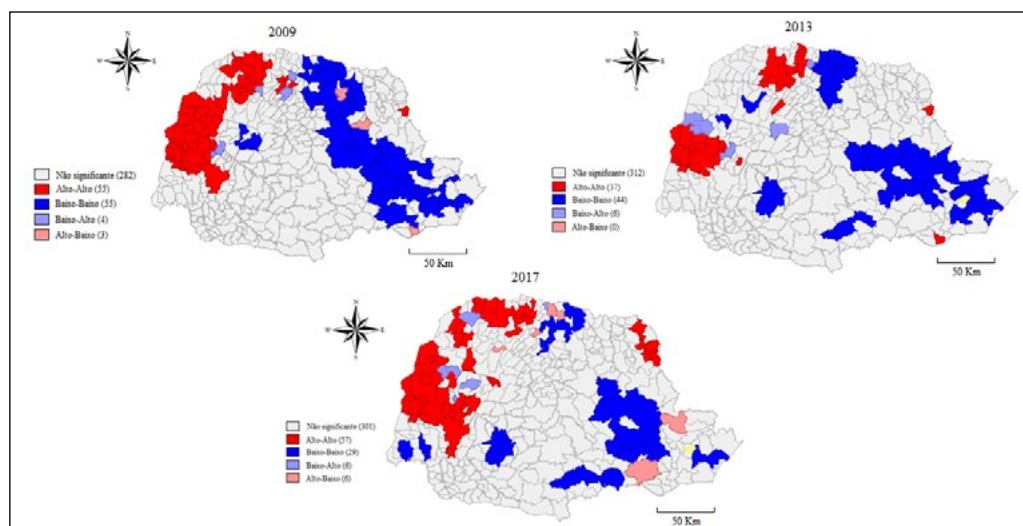 2009
N
W
E
S
Não significante (282)
Alto-Alto (55)
Baixo-Baixo (55)
Baixo-Alto (4)
Alto-Baixo (3)
50 Km
2013
N
W
E
S
Não significante (312)
Alto-Alto (37)
Baixo-Baixo (44)
Baixo-Alto (6)
Alto-Baixo (0)
50 Km
2017
N
W
E
S
Não significante (301)
Alto-Alto (57)
Baixo-Baixo (29)
Baixo-Alto (6)
Alto-Baixo (6)
50 Km